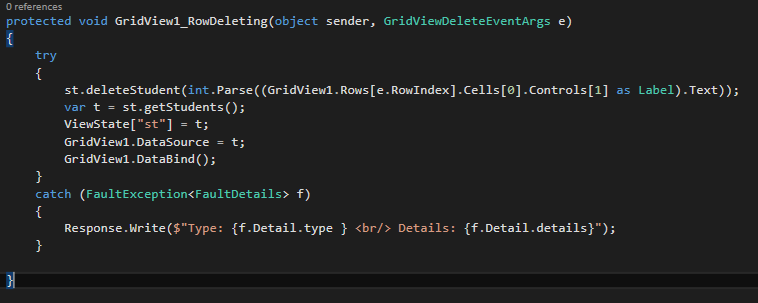 0 references
protected void GridView1_RowDeleting(object sender, GridViewDeleteEventArgs e)
{
try
{
st.deleteStudent(int.Parse((GridView1.Rows[e.RowIndex].Cells[0].Controls[1] as Label).Text));
var t = st.getStudents();
ViewState["st"] = t;
GridView1.DataSource = t;
GridView1.DataBind();
}
catch (FaultException<FaultDetails> f)
{
Response.Write($"Type: {f.Detail.type } <br/> Details: {f.Detail.details}");
}
}